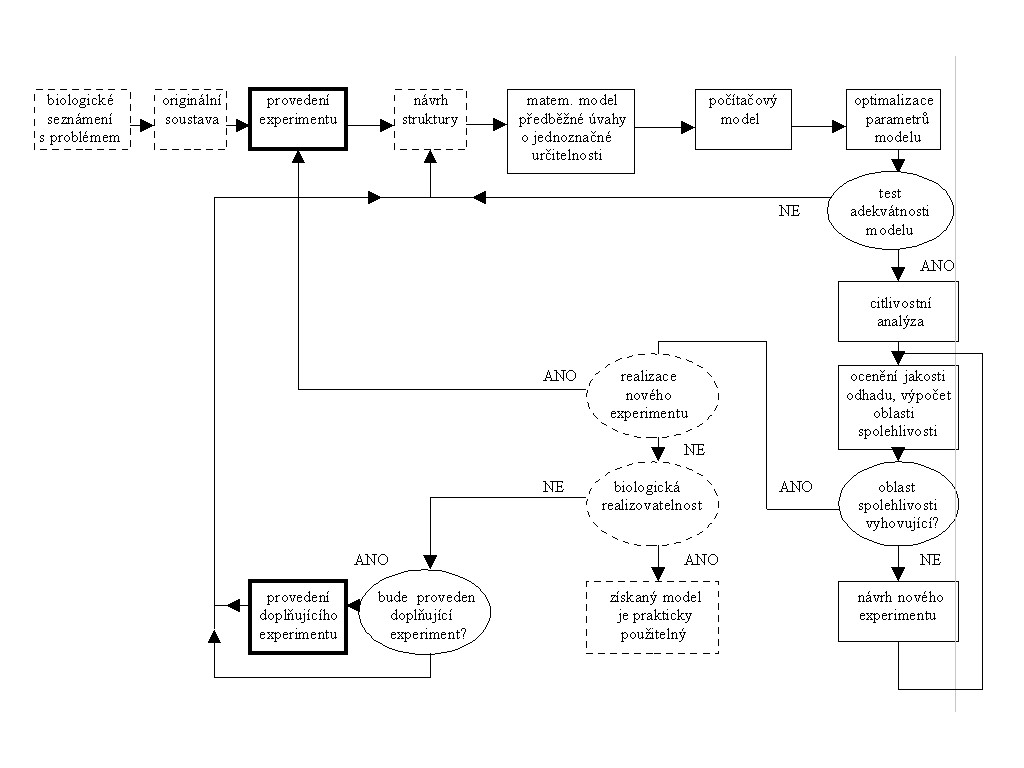 biologické
seznámení
s problémem
originální
soustava
provedení
experimentu
návrh
struktury
matem. model
předběžné úvahy
o jednoznačné
určitelnosti
počítačový
model
optimalizace
parametrů
modelu
test
adekvátnosti
modelu
NE
ANO
citlivostní
analýza
ocenění jakosti
odhadu, výpočet
oblasti
spolehlivosti
oblast
spolehlivosti
vyhovující?
ANO
NE
návrh nového
experimentu
realizace
nového
experimentu
ANO
NE
biologická
realizovatelnost
NE
ANO
získaný model
je prakticky
použitelný
bude proveden
doplňující
experiment?
ANO
provedení
doplňujícího
experimentu